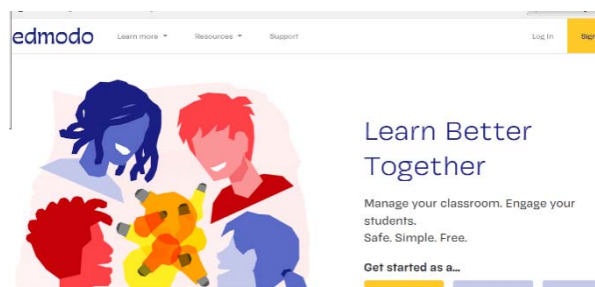 edmodo Learn more Resources Support Log In Sign
Learn Better
Together
Manage your classroom. Engage your
students.
Safe. Simple. Free.
Get started as a...